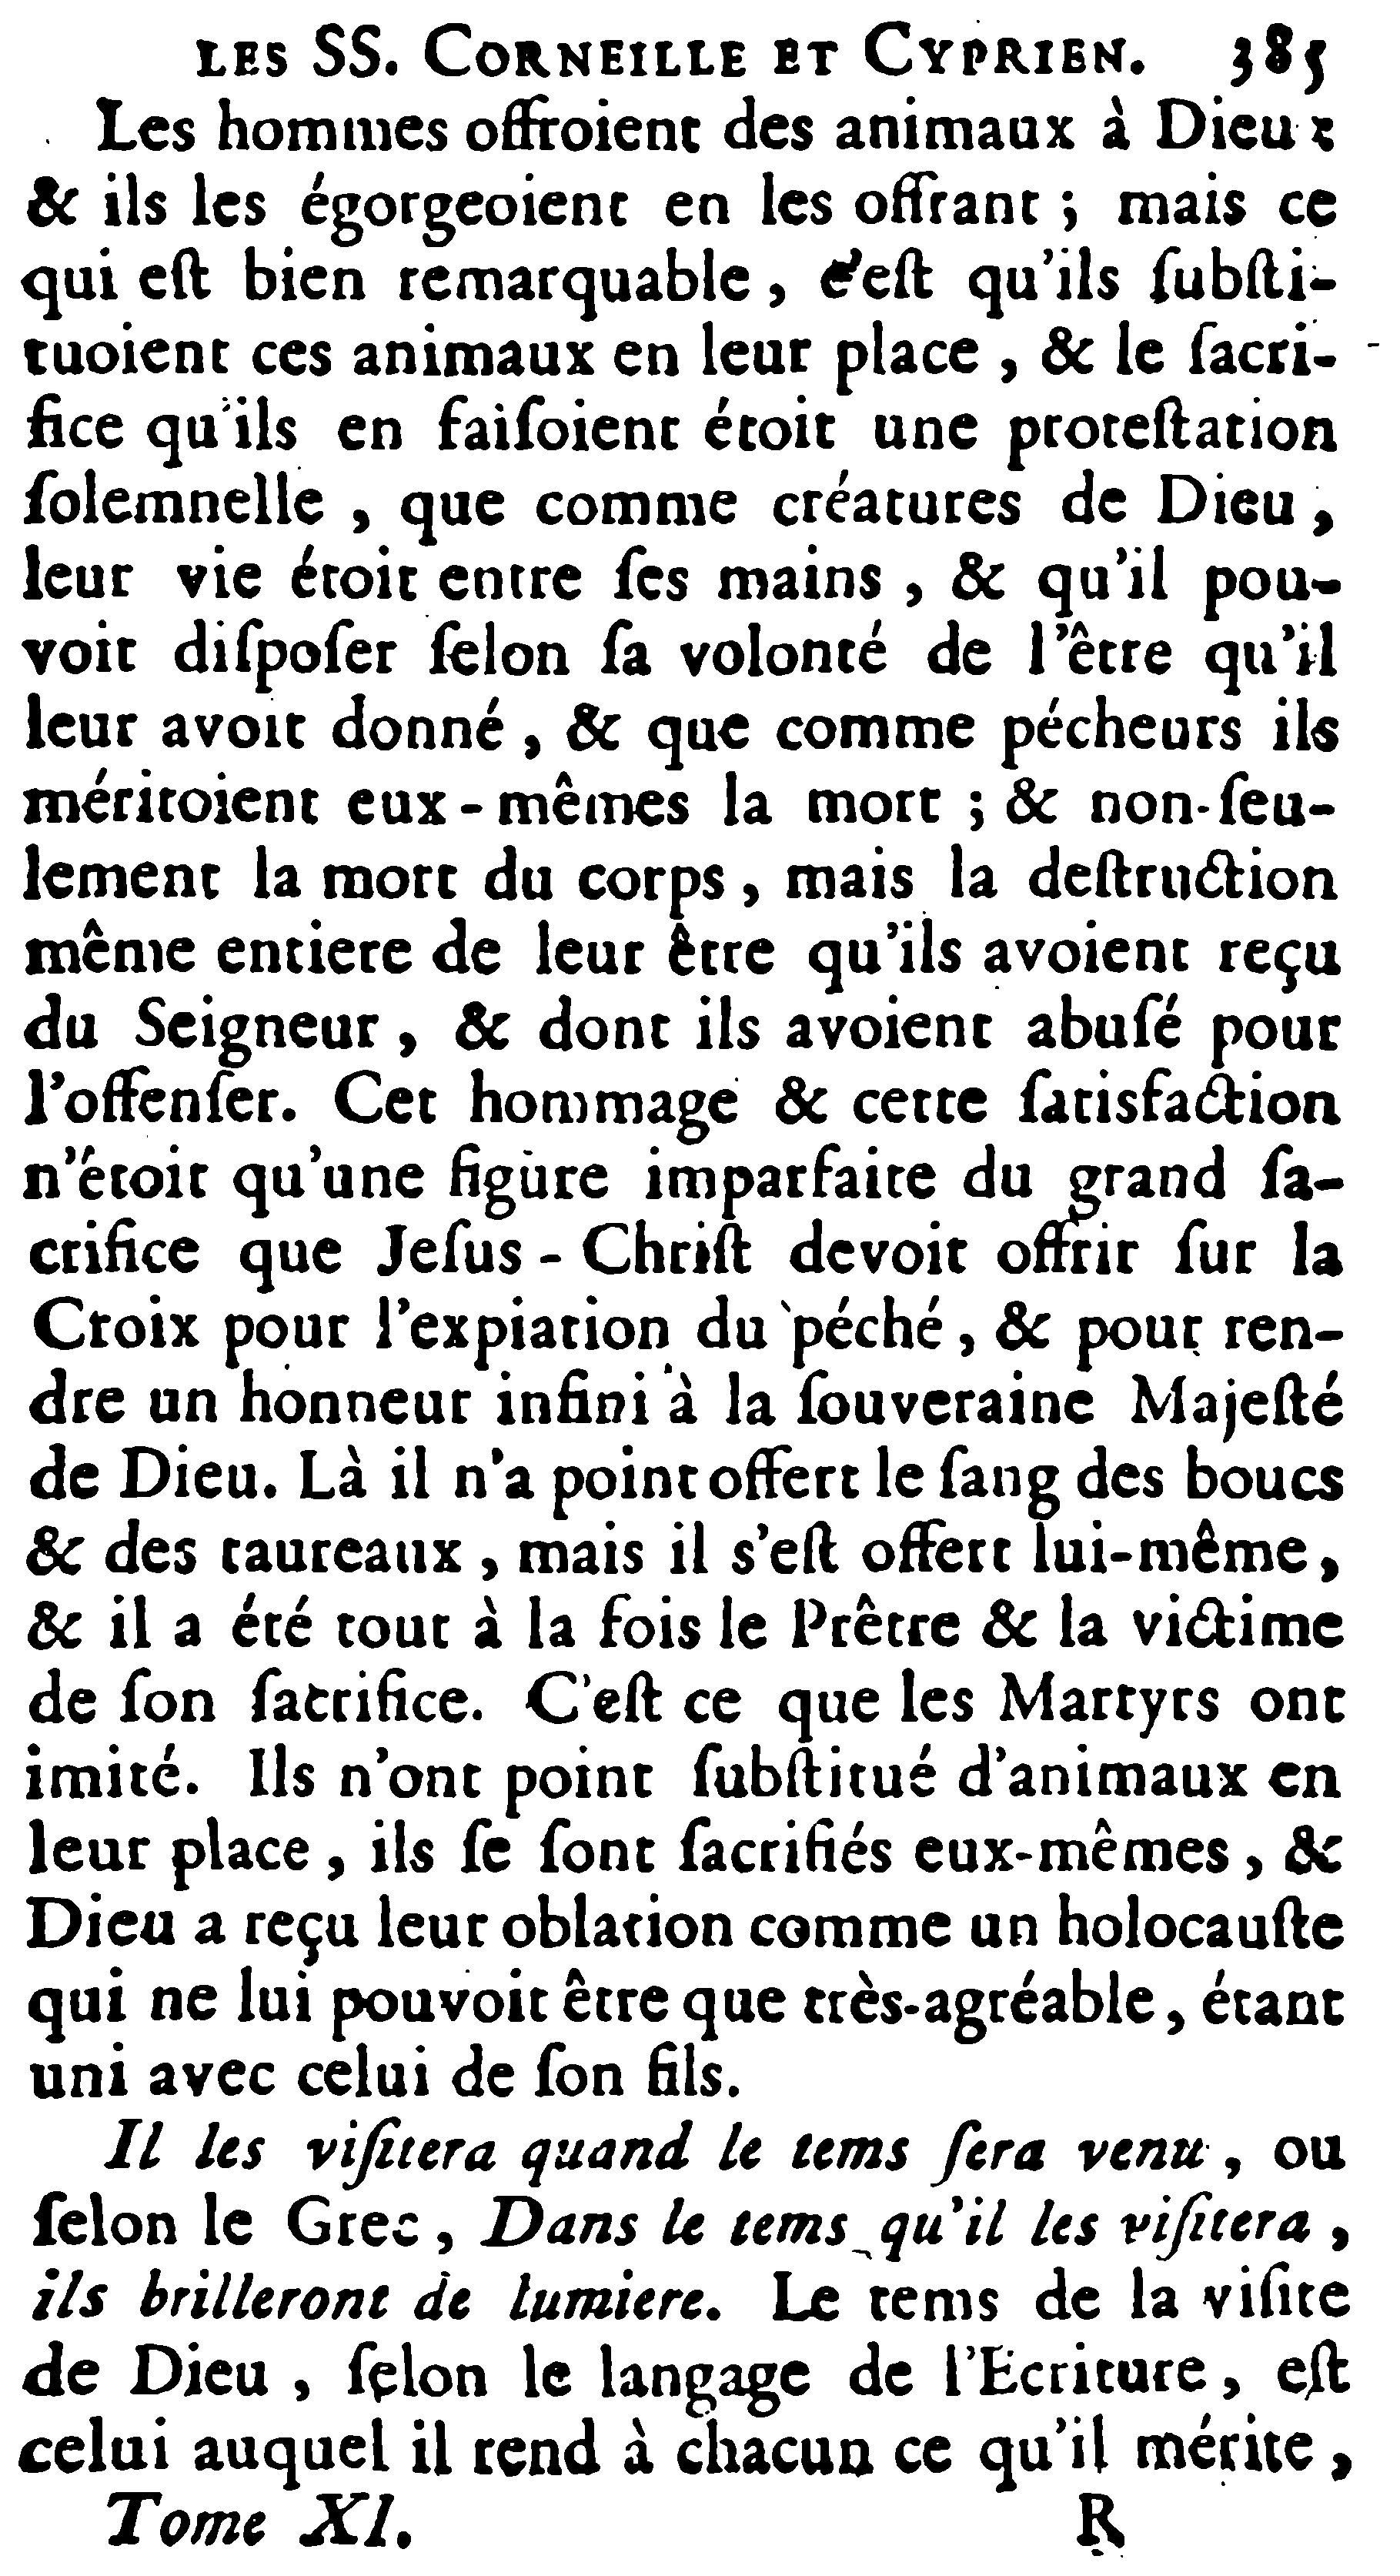 LES SS. CORNEILLE ET CYPRIEN. 385
Les hommes offroient des animaux à Dieu :
& ils les égorgeoient en les offrant ; mais ce
qui eſt bien remarquable , c'eſt qu'ils ſubſti-
tuoient ces animaux en leur place , & le ſacri-
fice qu'ils en faiſoient étoit une proteſtation
ſolemnelle , que comme créatures de Dieu ,
leur vie étoit entre ſes mains , & qu'il pou-
voit diſpoſer ſelon ſa volonté de l'être qu'il
leur avoit donné , & que comme pécheurs ils
méritoient eux - mêmes la mort ; & non-ſeu-
lement la mort du corps , mais la deſtruction
même entiere de leur être qu'ils avoient reçu
du Seigneur , & dont ils avoient abuſé pour
l'offenſer. Cet hommage & cette ſatisfaction
n'étoit qu'une figure imparfaite du grand ſa-
crifice que Jeſus - Chriſt devoit offrir ſur la
Croix pour l'expiation du péché , & pour ren-
dre un honneur infini à la ſouveraine Majeſté
de Dieu. Là il n'a point offert le ſang des boucs
& des taureaux , mais il s'eſt offert lui-même ,
& il a été tout à la fois le Prêtre & la victime
de ſon ſacrifice. C'eſt ce que les Martyrs ont
imité. Ils n'ont point ſubſtitué d'animaux en
leur place , ils ſe ſont ſacrifiés eux-mêmes , &
Dieu a reçu leur oblation comme un holocauſte
qui ne lui pouvoit être que très-agréable , étant
uni avec celui de ſon fils.
Il les viſitera quand le tems ſera venu , ou
ſelon le Grec , Dans le tems qu'il les viſitera ,
ils brilleront de lumiere. Le tems de la viſite
de Dieu , ſelon le langage de l'Ecriture , eſt
celui auquel il rend à chacun ce qu'il mérite ,
Tome XI. R